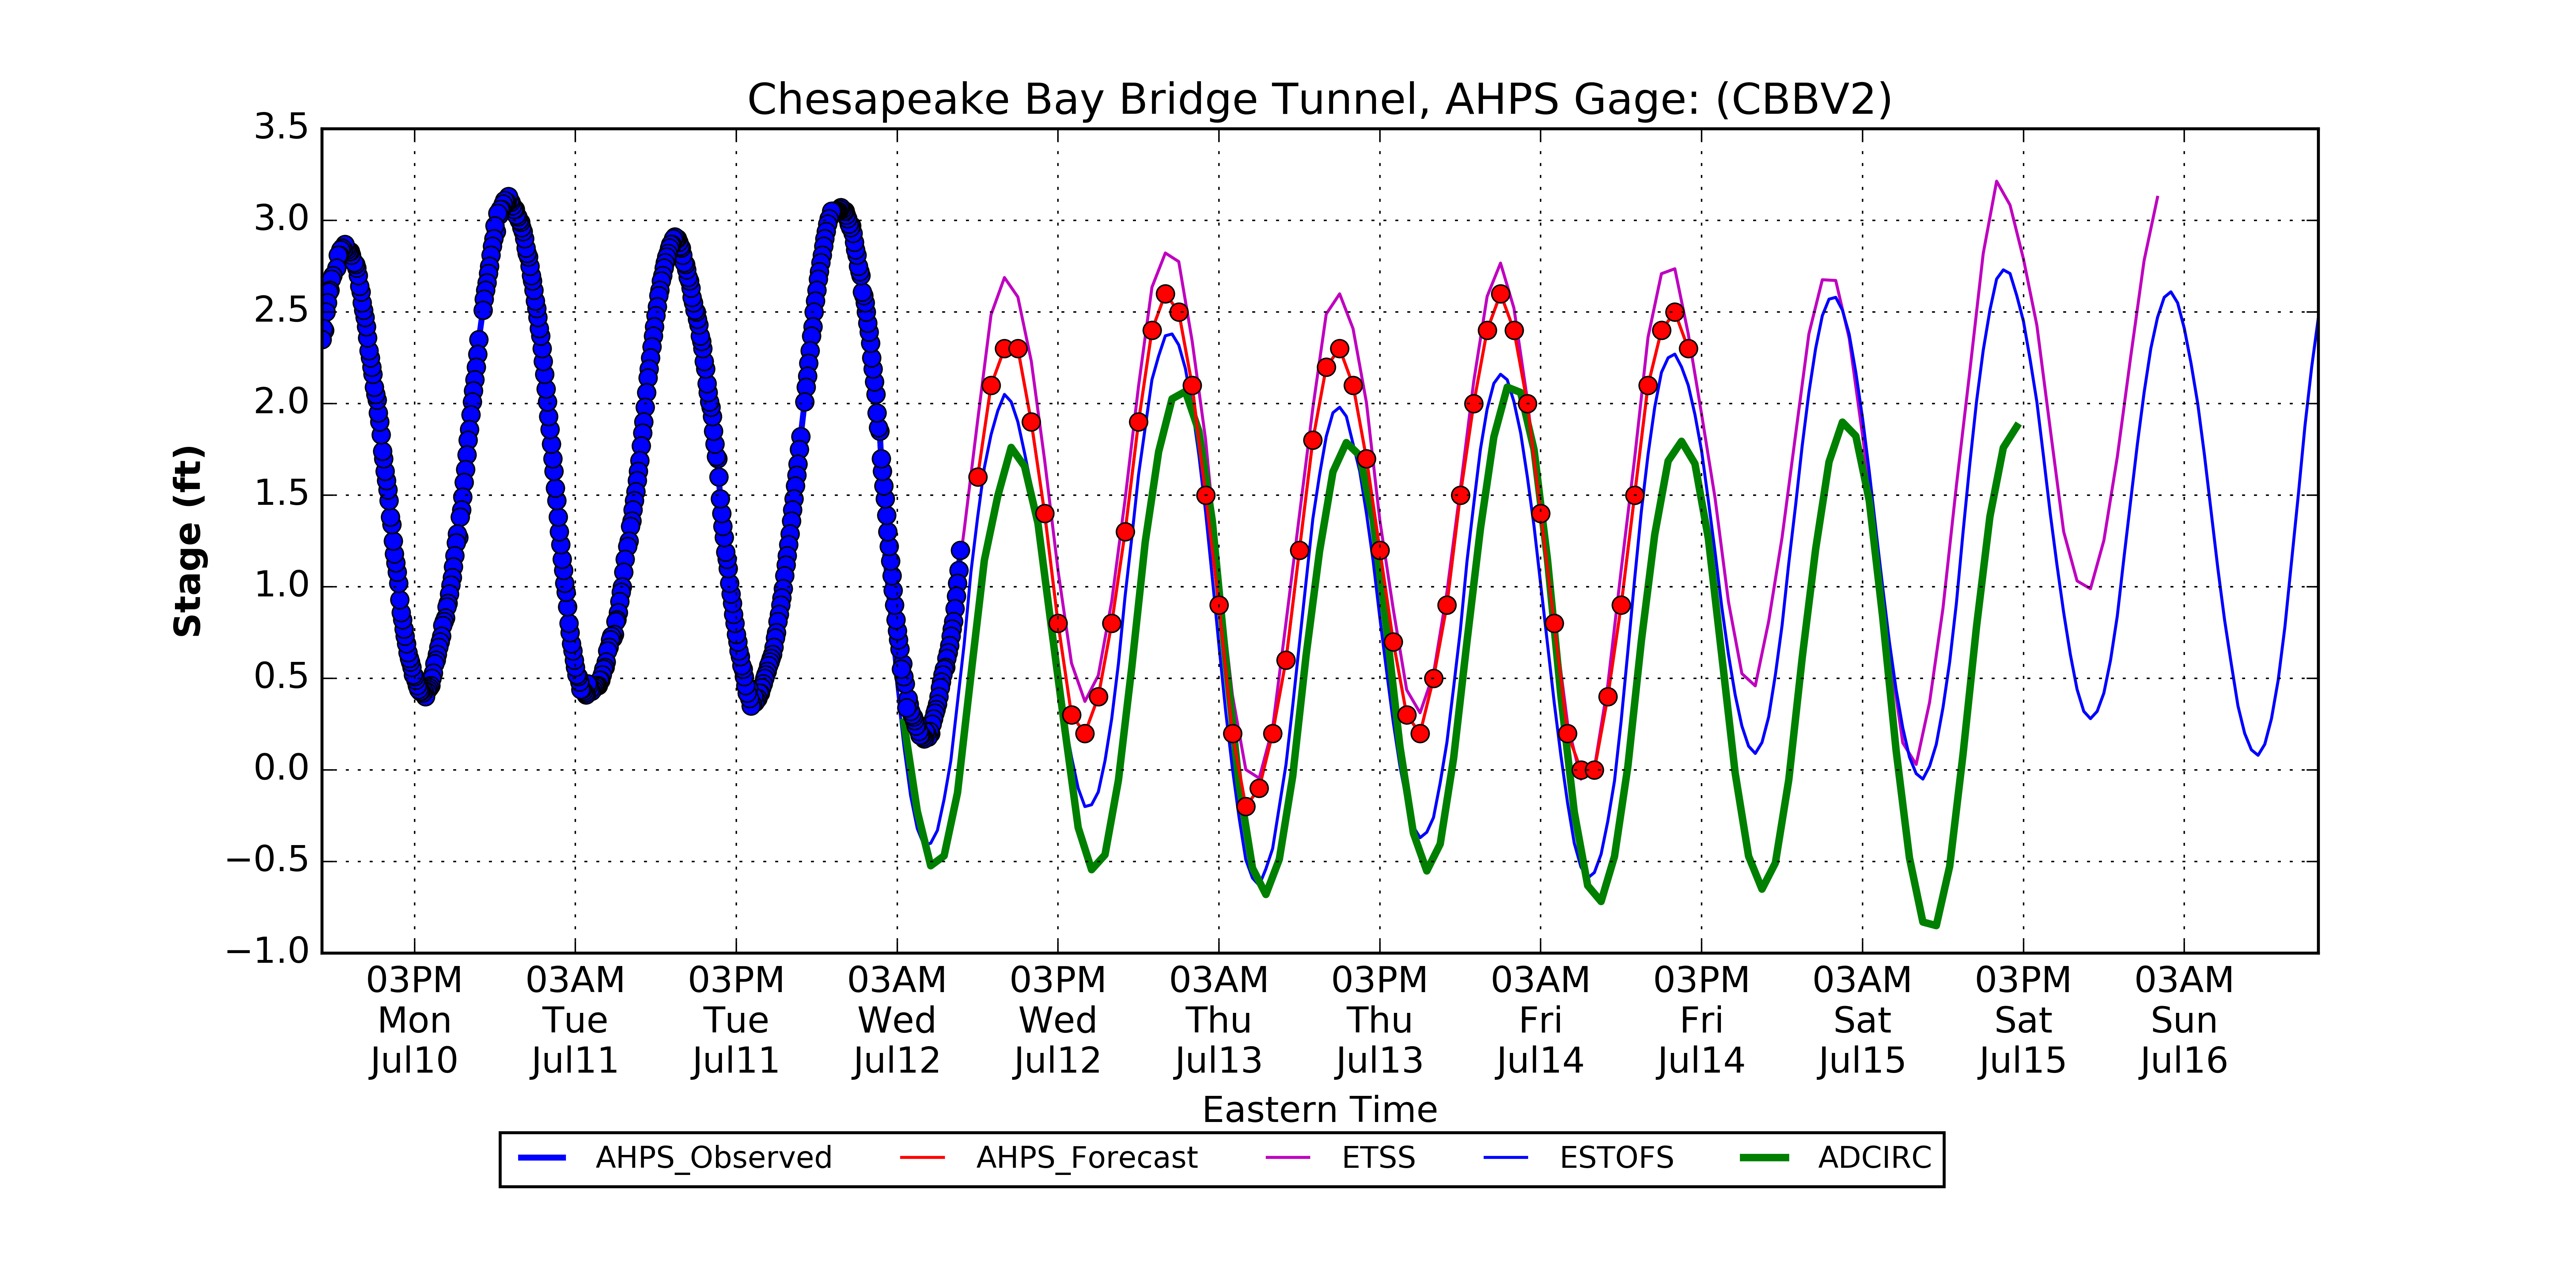 Chesapeake Bay Bridge Tunnel, AHPS Gage: (CBBV2)
3.5
3.0
2.5
2.0
1.5
1.0
0.5
0.0
−0.5
−1.0
Stage (ft)
03PM 03AM 03PM 03AM 03PM 03AM 03PM 03AM 03PM 03AM 03PM 03AM
Mon Tue Tue Wed Wed Thu Thu Fri Fri Sat Sat Sun
Jul10 Jul11 Jul11 Jul12 Jul12 Jul13 Jul13 Jul14 Jul14 Jul15 Jul15 Jul16
Eastern Time
AHPS_Observed AHPS_Forecast ETSS ESTOFS ADCIRC